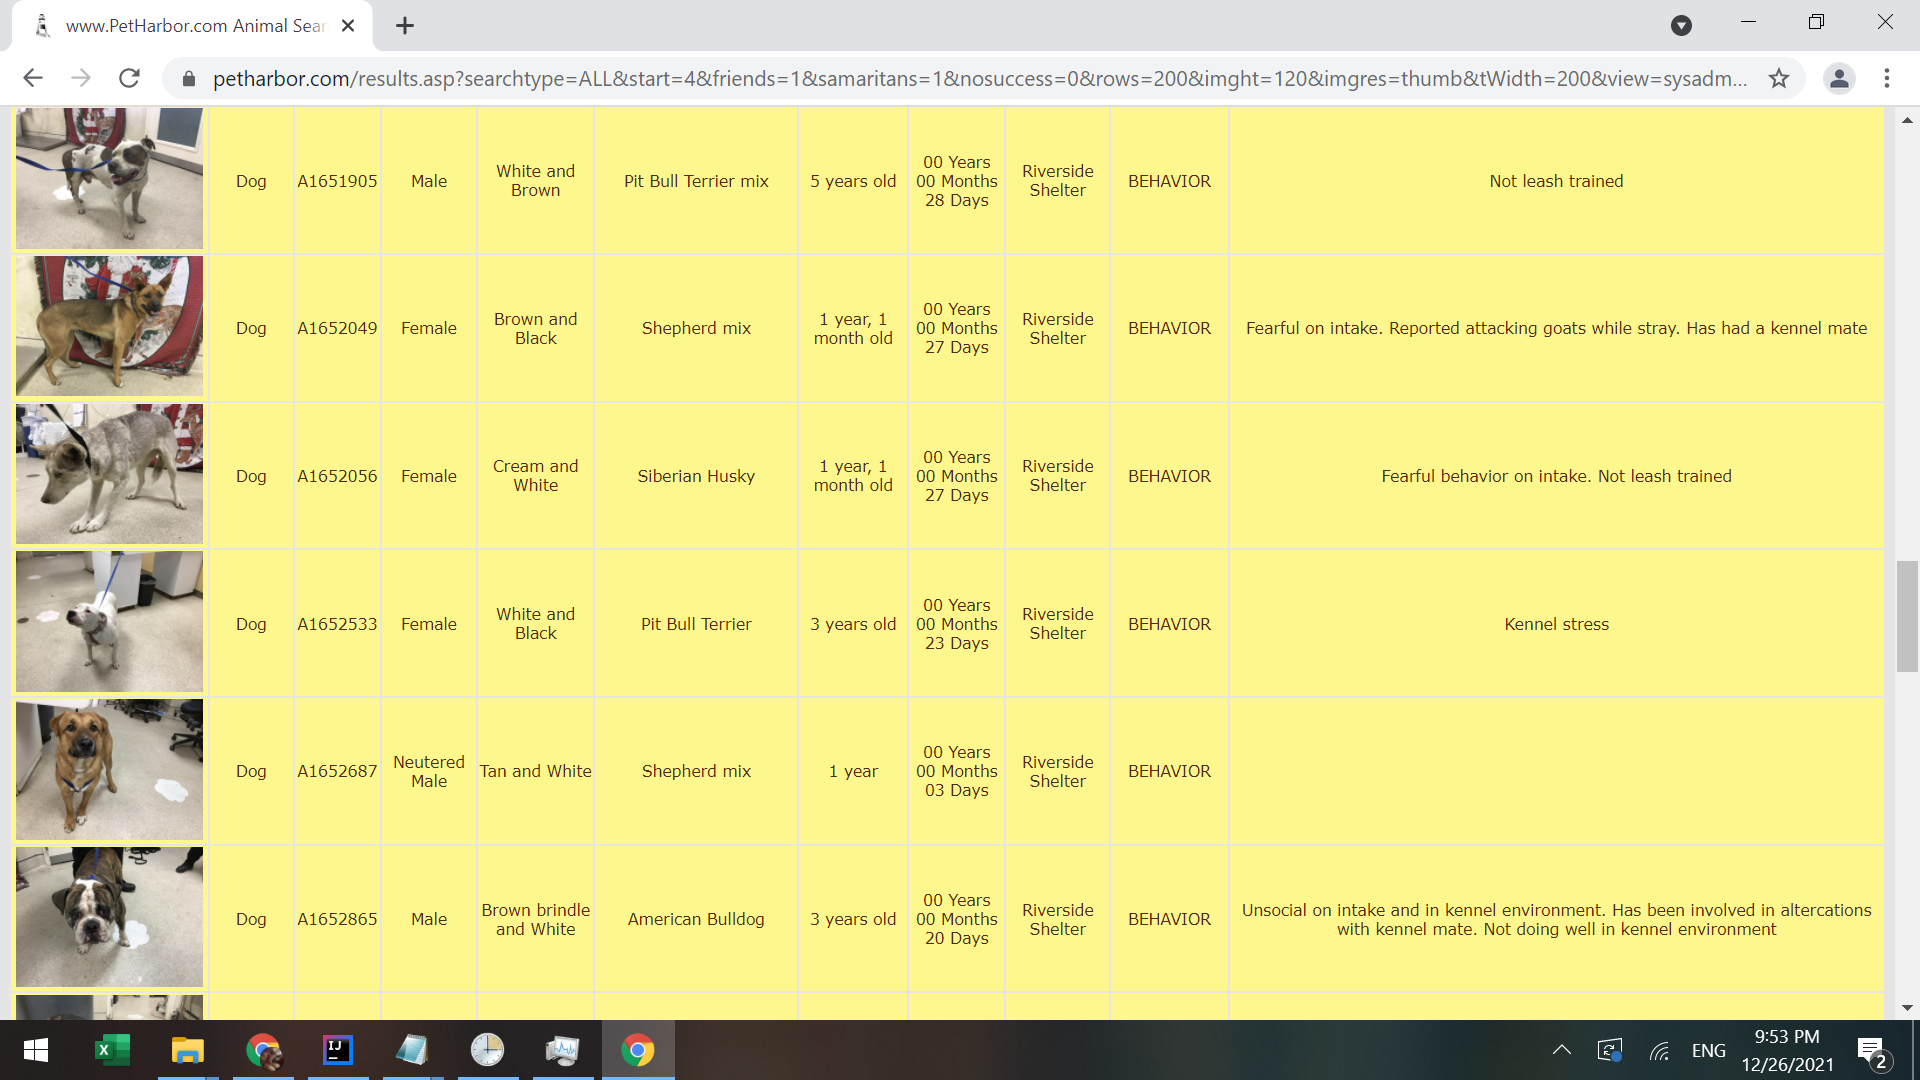 www.PetHarbor.com Animal Sear
petharbor.com/results.asp?searchtype=ALL&start=4&friends=1&samaritans=1&nosuccess=0&rows=200&imght=120&imgres=thumb&tWidth=200&view=sysadm...
Dog
A1651905
Male
White and
Brown
Pit Bull Terrier mix
5 years old
00 Years
00 Months
28 Days
Riverside
Shelter
BEHAVIOR
Not leash trained
Dog
A1652049
Female
Brown and
Black
Shepherd mix
1 year, 1
month old
00 Years
00 Months
27 Days
Riverside
Shelter
BEHAVIOR
Fearful on intake. Reported attacking goats while stray. Has had a kennel mate
Dog
A1652056
Female
Cream and
White
Siberian Husky
1 year, 1
month old
00 Years
00 Months
27 Days
Riverside
Shelter
BEHAVIOR
Fearful behavior on intake. Not leash trained
Dog
A1652533
Female
White and
Black
Pit Bull Terrier
3 years old
00 Years
00 Months
23 Days
Riverside
Shelter
BEHAVIOR
Kennel stress
Dog
A1652687
Neutered
Male
Tan and White
Shepherd mix
1 year
00 Years
00 Months
03 Days
Riverside
Shelter
BEHAVIOR
Dog
A1652865
Male
Brown brindle
and White
American Bulldog
3 years old
00 Years
00 Months
20 Days
Riverside
Shelter
BEHAVIOR
Unsocial on intake and in kennel environment. Has been involved in altercations
with kennel mate. Not doing well in kennel environment
X
IJ
ENG
9:53 PM
12/26/2021
2